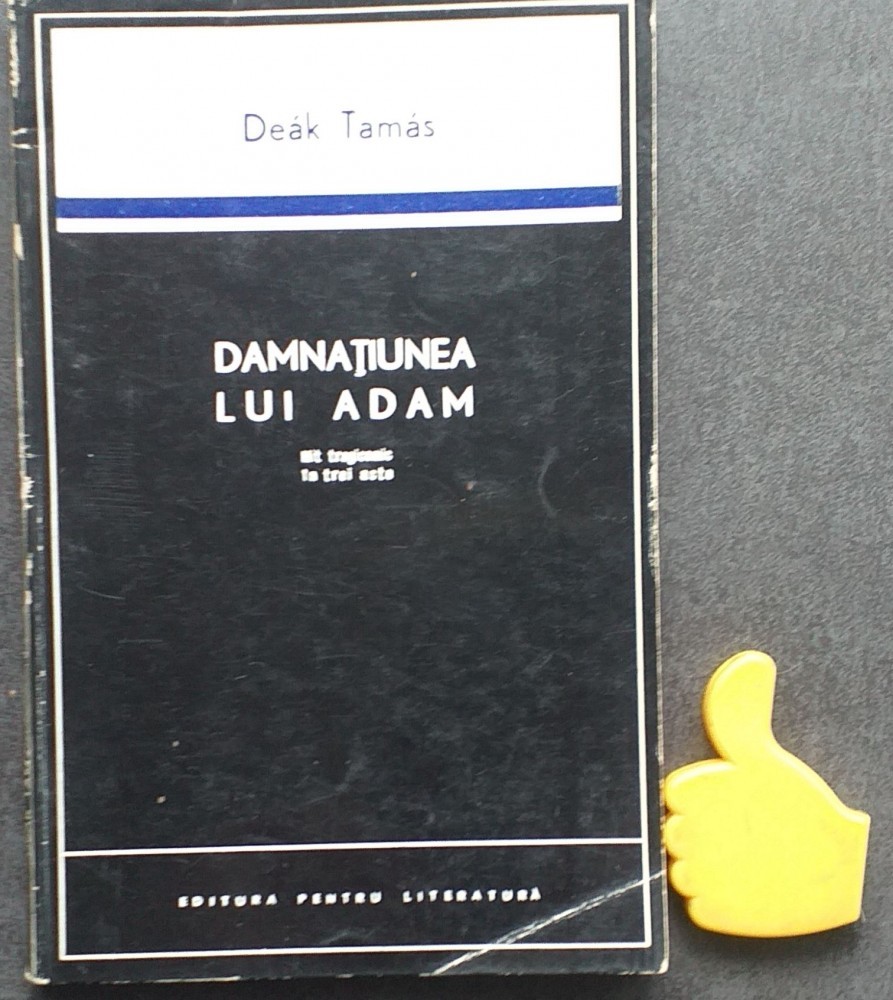 Deák Tamás
DAMNAŢIUNEA
LUI ADAM
mit tragicomic
în trei acte
EDITURA PENTRU LITERATURĂ